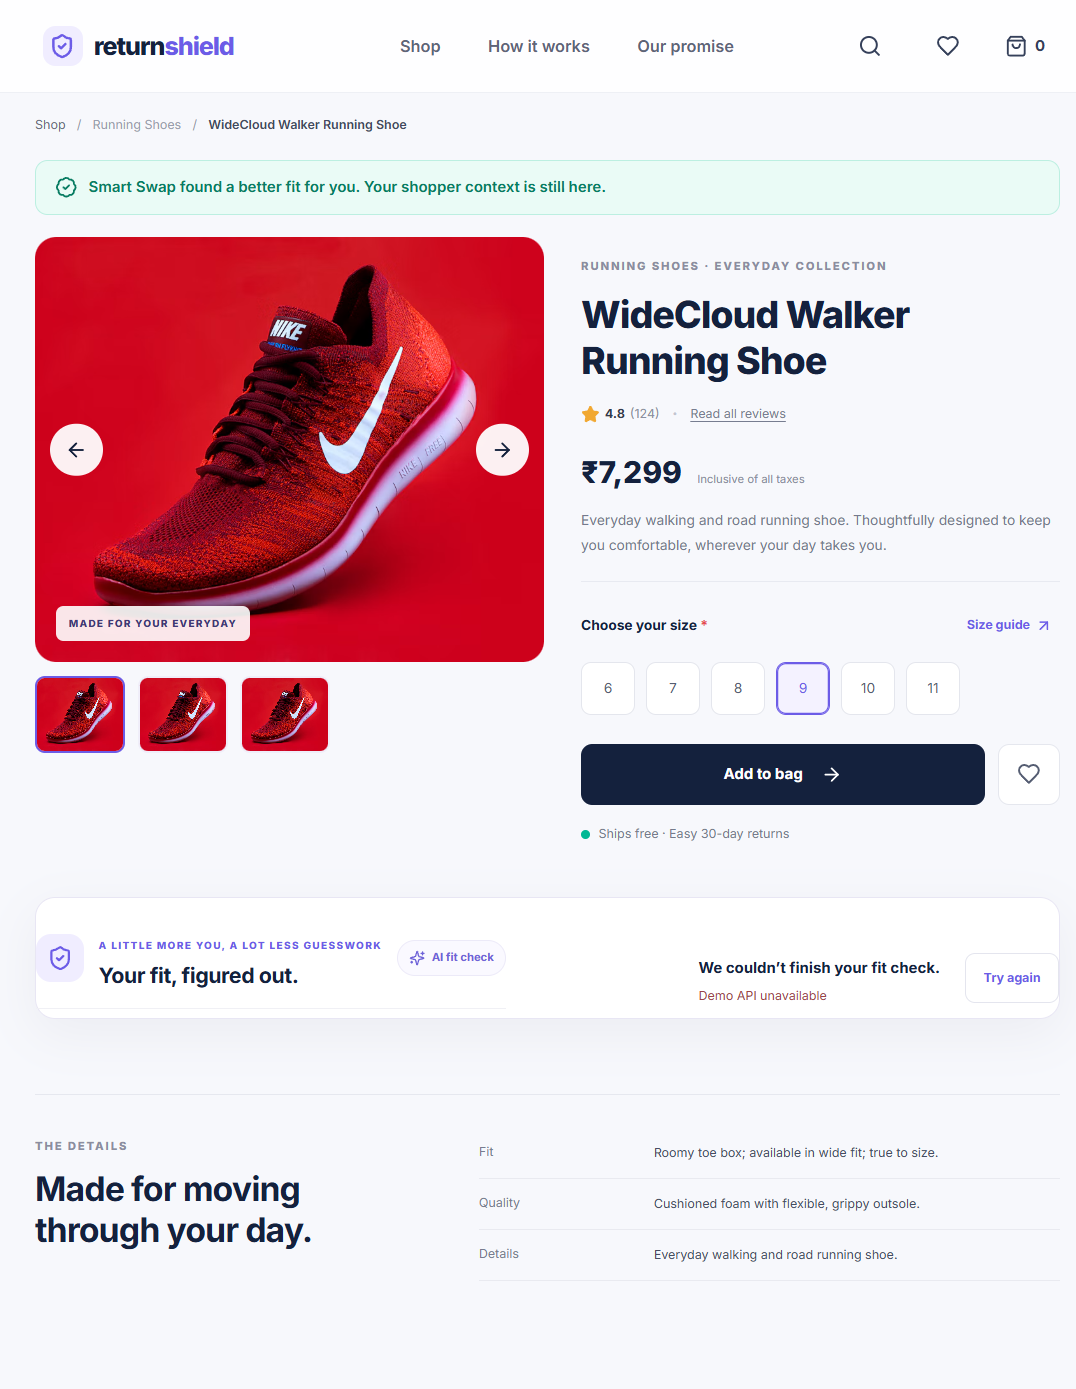 returnshield
Shop
How it works
Our promise
0
Shop / Running Shoes / WideCloud Walker Running Shoe
Smart Swap found a better fit for you. Your shopper context is still here.
NIKE
NIKE FREE
MADE FOR YOUR EVERYDAY
RUNNING SHOES · EVERYDAY COLLECTION
WideCloud Walker
Running Shoe
4.8 (124) · Read all reviews
₹7,299 Inclusive of all taxes
Everyday walking and road running shoe. Thoughtfully designed to keep
you comfortable, wherever your day takes you.
Choose your size *
Size guide
6 7 8 9 10 11
Add to bag
Ships free · Easy 30-day returns
A LITTLE MORE YOU, A LOT LESS GUESSWORK
Your fit, figured out.
AI fit check
We couldn’t finish your fit check.
Demo API unavailable
Try again
THE DETAILS
Made for moving
through your day.
Fit Roomy toe box; available in wide fit; true to size.
Quality Cushioned foam with flexible, grippy outsole.
Details Everyday walking and road running shoe.